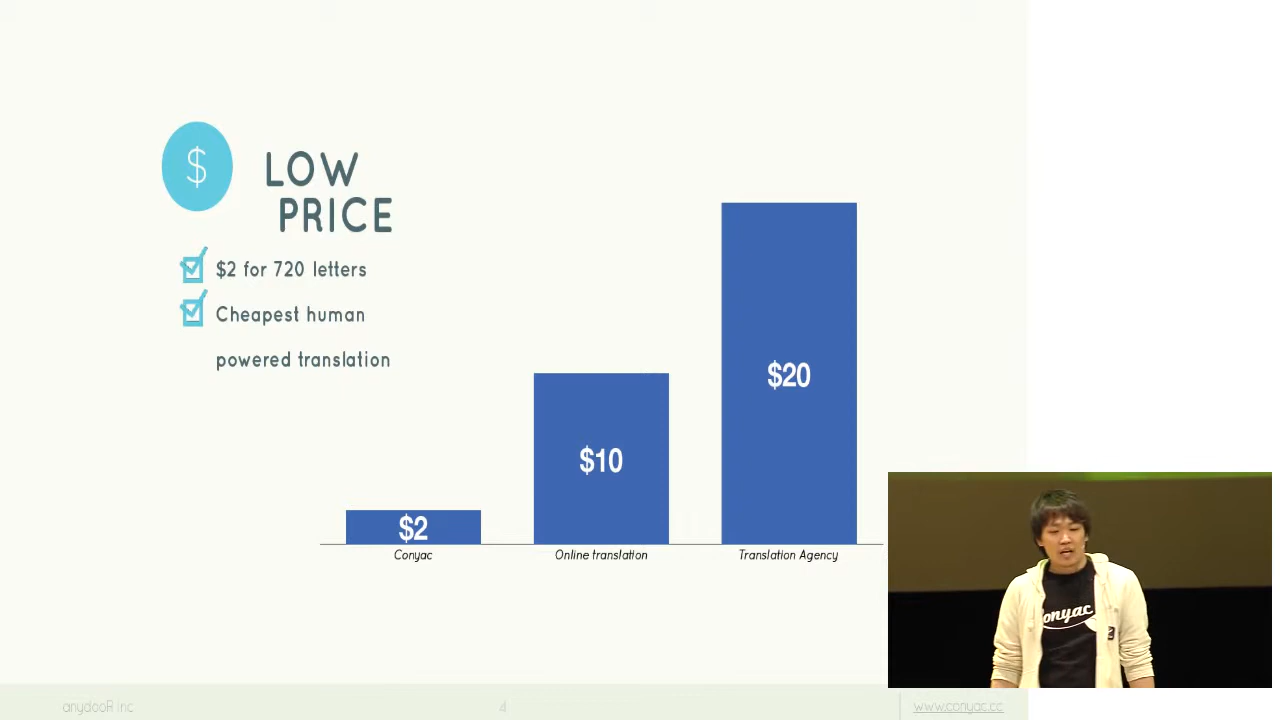 $
LOW
PRICE
$2 for 720 letters
Cheapest human
powered translation
$2
$10
$20
Conyac
Online translation
Translation Agency
onyac
anydooR inc
4
www.conyac.cc